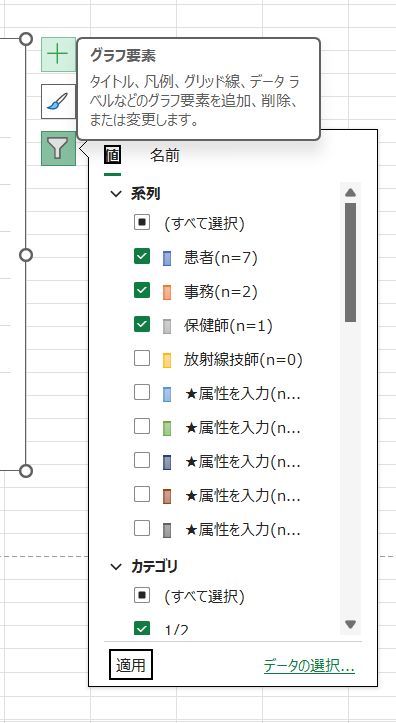 グラフ要素
タイトル、凡例、グリッド線、データ ラ
ベルなどのグラフ要素を追加、削除、
または変更します。
値 名前
系列
(すべて選択)
患者(n=7)
事務(n=2)
保健師(n=1)
放射線技師(n=0)
★属性を入力(n...
★属性を入力(n...
★属性を入力(n...
★属性を入力(n...
★属性を入力(n...
カテゴリ
(すべて選択)
1/2
適用 データの選択...